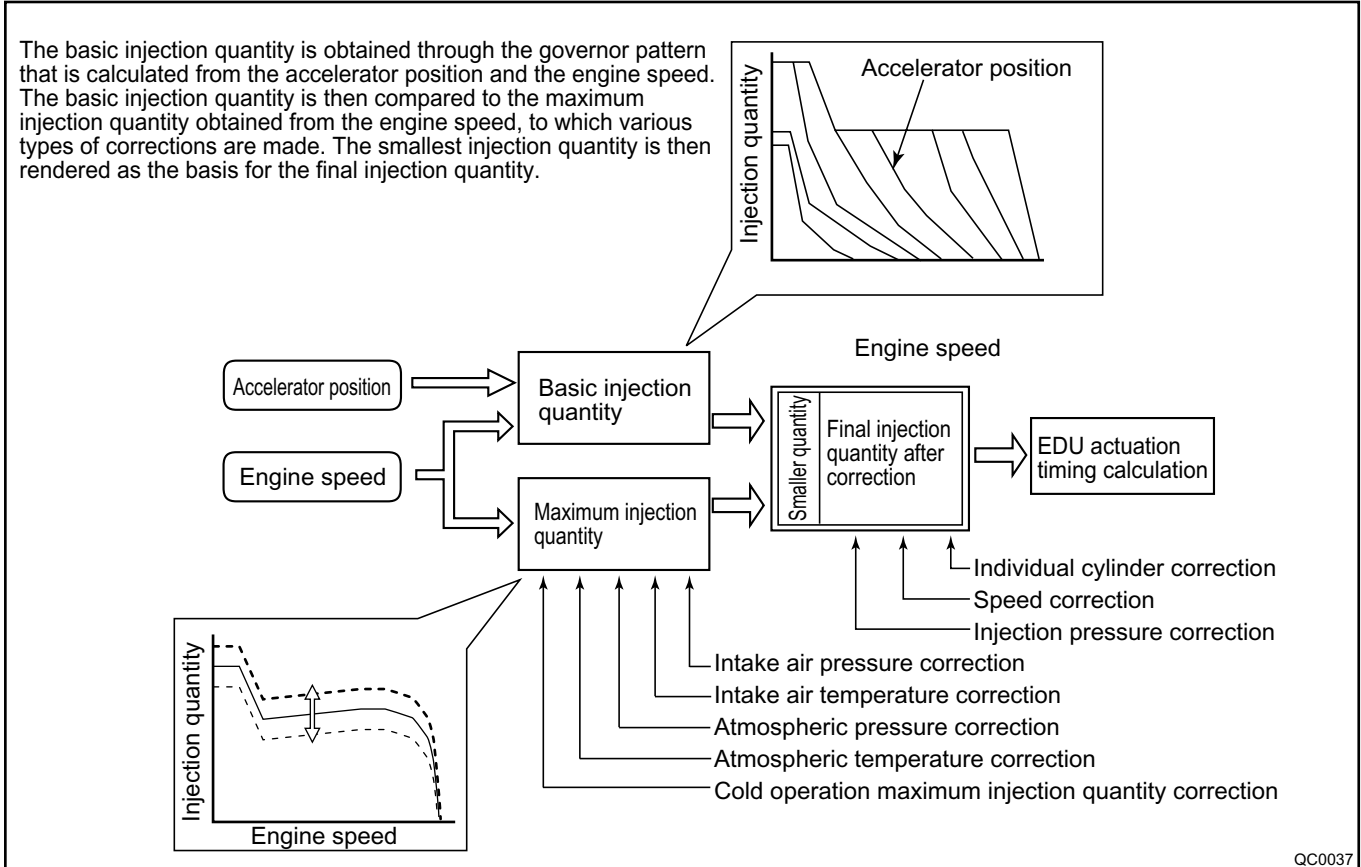 The basic injection quantity is obtained through the governor pattern
that is calculated from the accelerator position and the engine speed.
The basic injection quantity is then compared to the maximum
injection quantity obtained from the engine speed, to which various
types of corrections are made. The smallest injection quantity is then
rendered as the basis for the final injection quantity.
Injection quantity
Accelerator position
Engine speed
Accelerator position
Engine speed
Basic injection
quantity
Maximum injection
quantity
Smaller quantity
Final injection
quantity after
correction
EDU actuation
timing calculation
Individual cylinder correction
Speed correction
Injection pressure correction
Intake air pressure correction
Intake air temperature correction
Atmospheric pressure correction
Atmospheric temperature correction
Cold operation maximum injection quantity correction
Injection quantity
Engine speed
QC0037